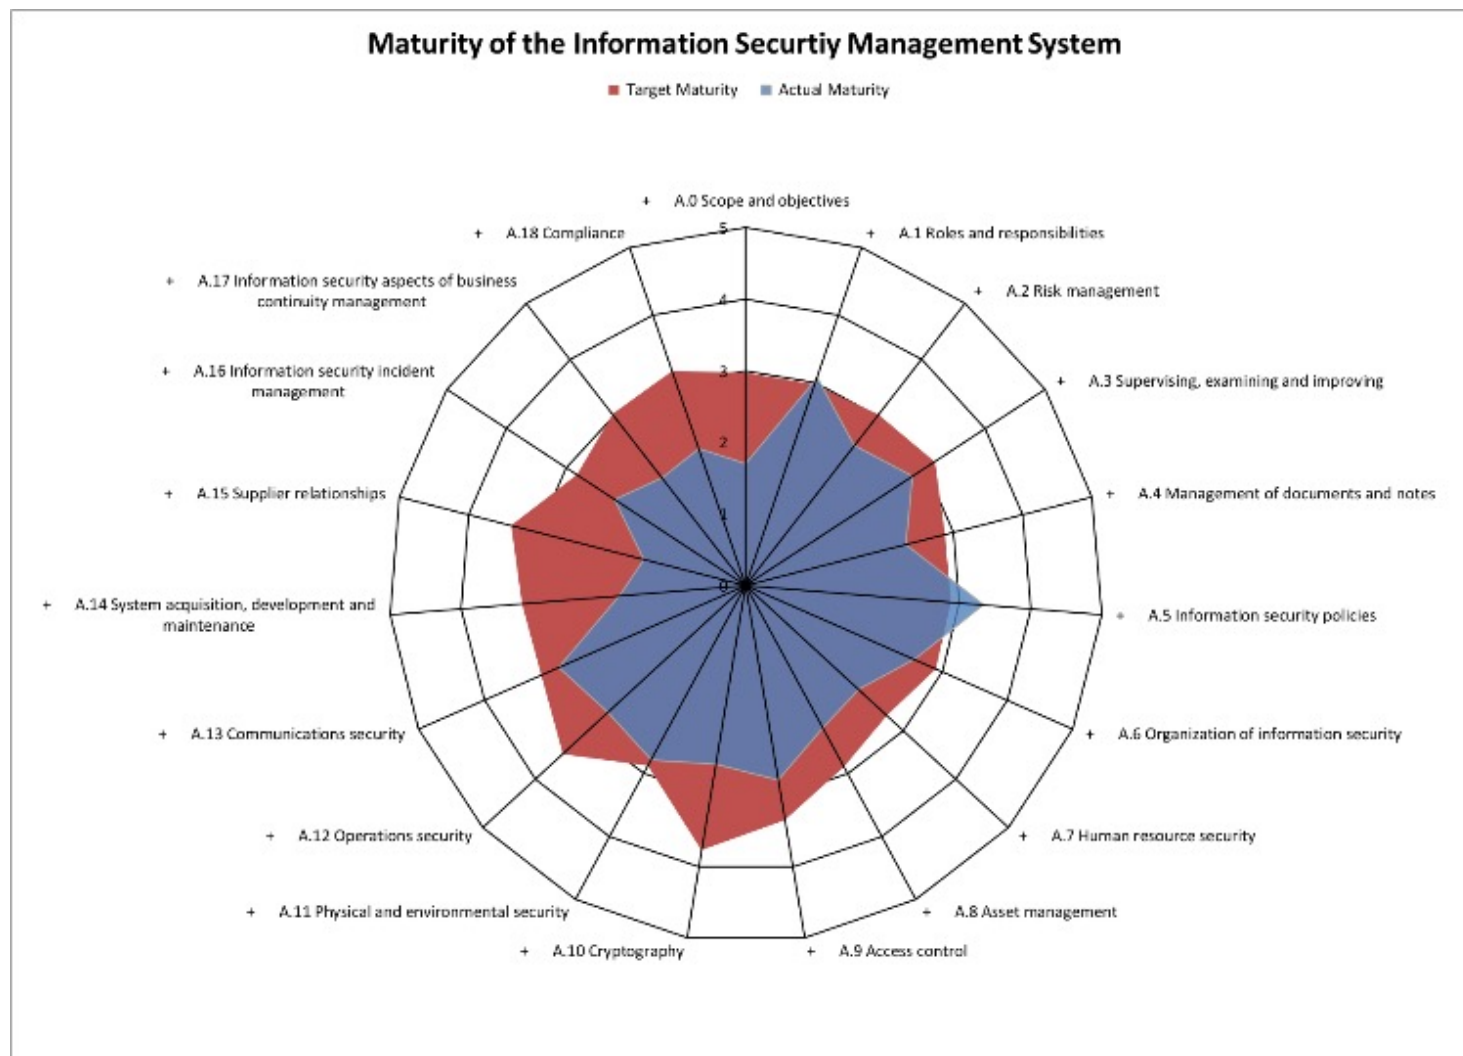 Maturity of the Information Securtiy Management System
Target Maturity
Actual Maturity
+ A.0 Scope and objectives
+ A.1 Roles and responsibilities
+ A.2 Risk management
+ A.3 Supervising, examining and improving
+ A.4 Management of documents and notes
+ A.5 Information security policies
+ A.6 Organization of information security
+ A.7 Human resource security
+ A.8 Asset management
+ A.9 Access control
+ A.10 Cryptography
+ A.11 Physical and environmental security
+ A.12 Operations security
+ A.13 Communications security
+ A.14 System acquisition, development and
maintenance
+ A.15 Supplier relationships
+ A.16 Information security incident
management
+ A.17 Information security aspects of business
continuity management
+ A.18 Compliance
5
4
3
2
1
0